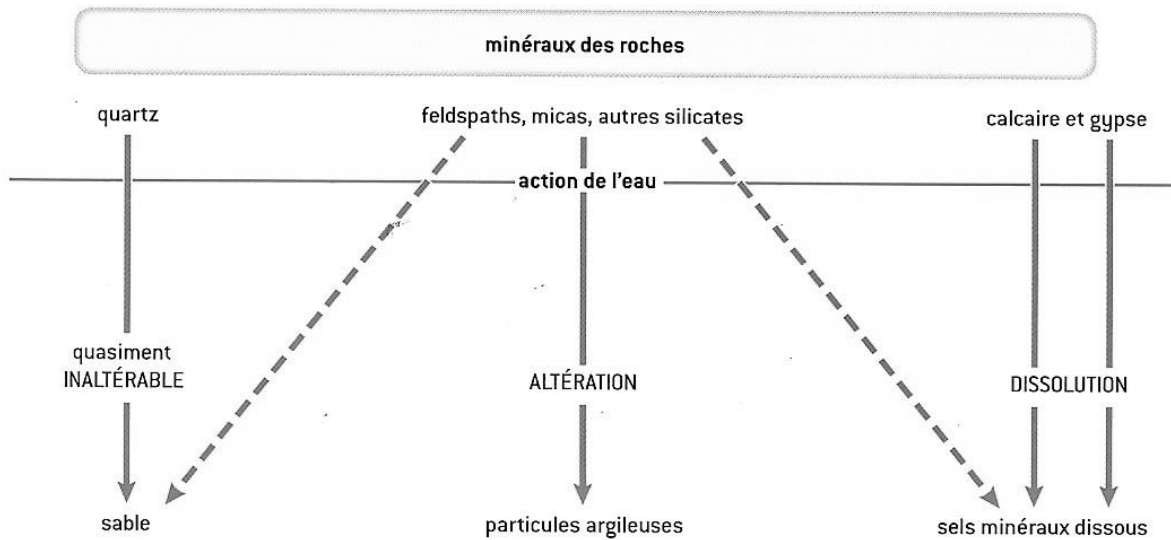 minéraux des roches
quartz
feldspaths, micas, autres silicates
calcaire et gypse
action de l'eau
quasiment
INALTÉRABLE
ALTÉRATION
DISSOLUTION
sable
particules argileuses
sels minéraux dissous